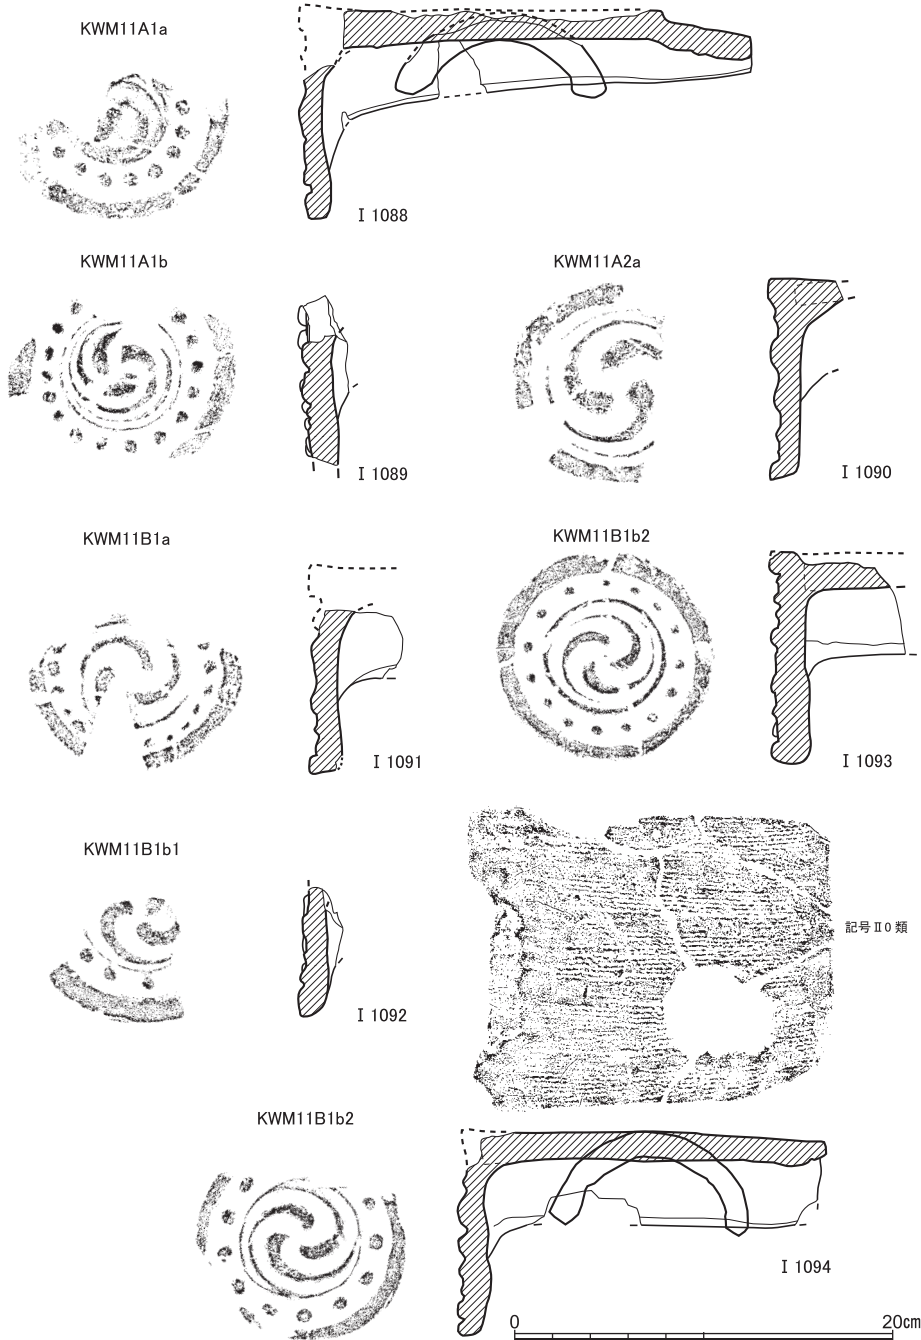 KWM11A1a
I 1088
KWM11A1b
I 1089
KWM11A2a
I 1090
KWM11B1a
I 1091
KWM11B1b2
I 1093
KWM11B1b1
I 1092
記号Ⅱ0類
KWM11B1b2
I 1094
0 20cm